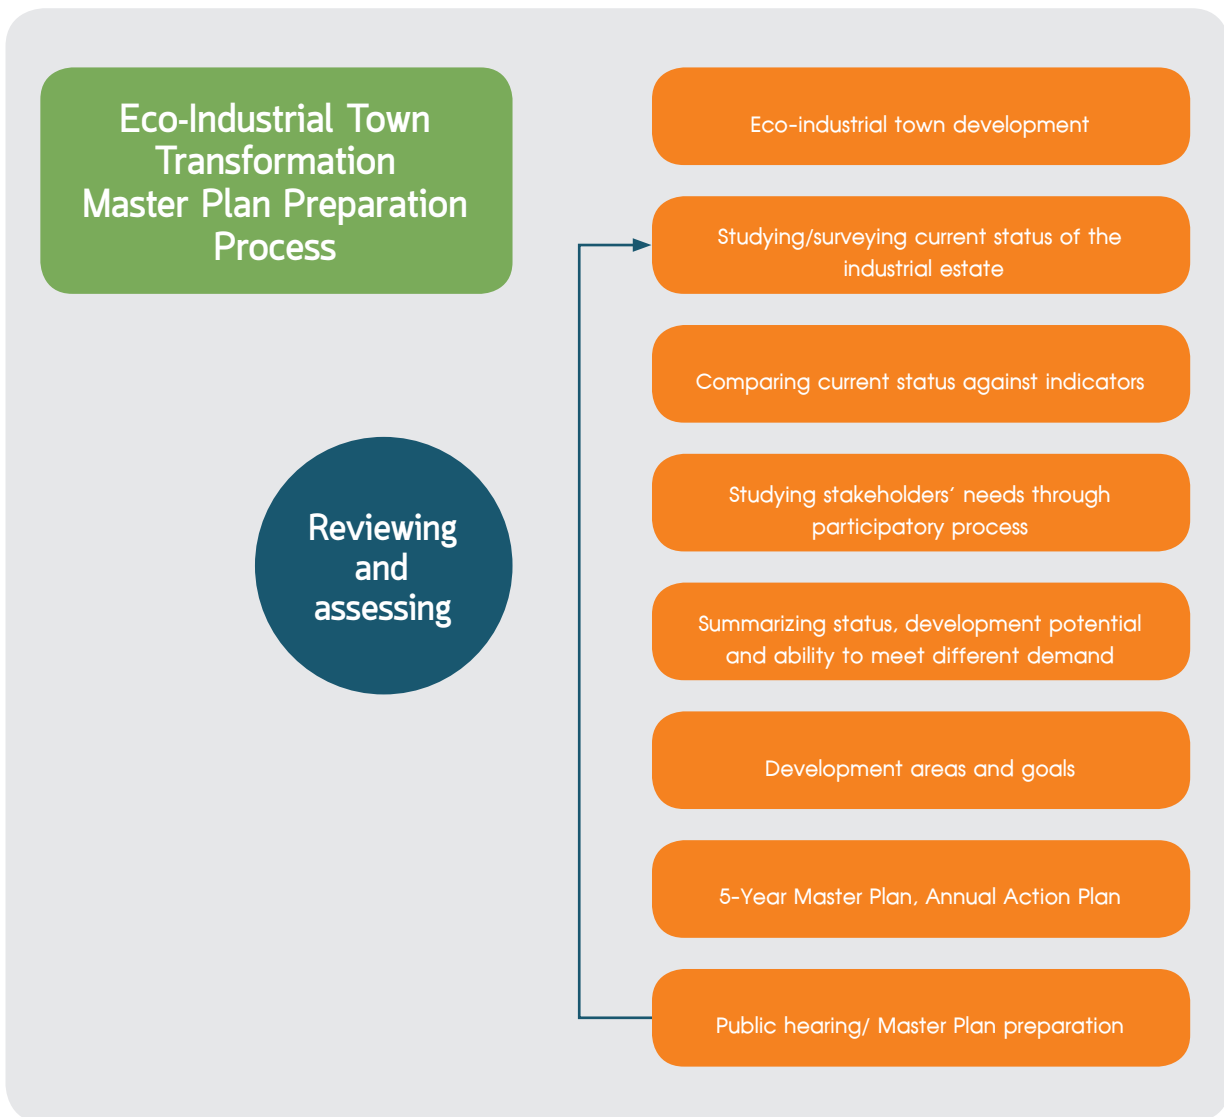 Eco-Industrial Town
Transformation
Master Plan Preparation
Process
Reviewing
and
assessing
Eco-industrial town development
Studying/surveying current status of the
industrial estate
Comparing current status against indicators
Studying stakeholders’ needs through
participatory process
Summarizing status, development potential
and ability to meet different demand
Development areas and goals
5-Year Master Plan, Annual Action Plan
Public hearing/ Master Plan preparation